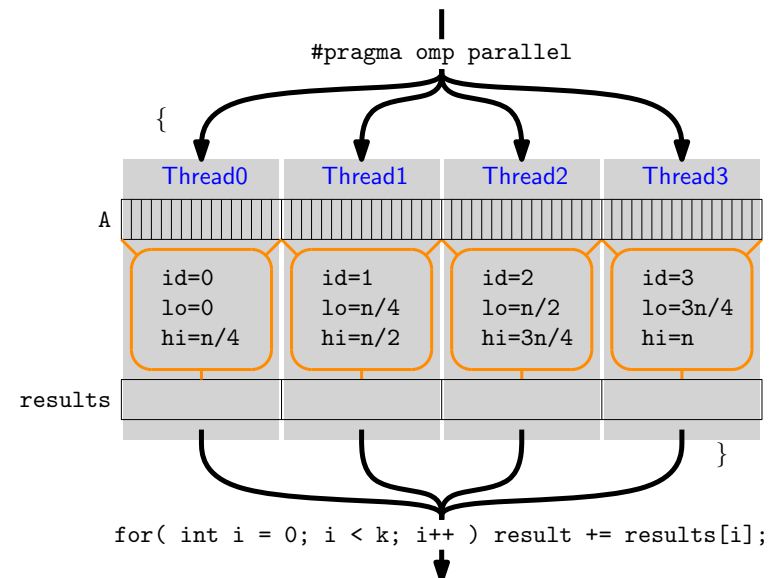 #pragma omp parallel
{
Thread0 Thread1 Thread2 Thread3
A
id=0 id=1 id=2 id=3
lo=0 lo=n/4 lo=n/2 lo=3n/4
hi=n/4 hi=n/2 hi=3n/4 hi=n
results
}
for( int i = 0; i < k; i++ ) result += results[i];